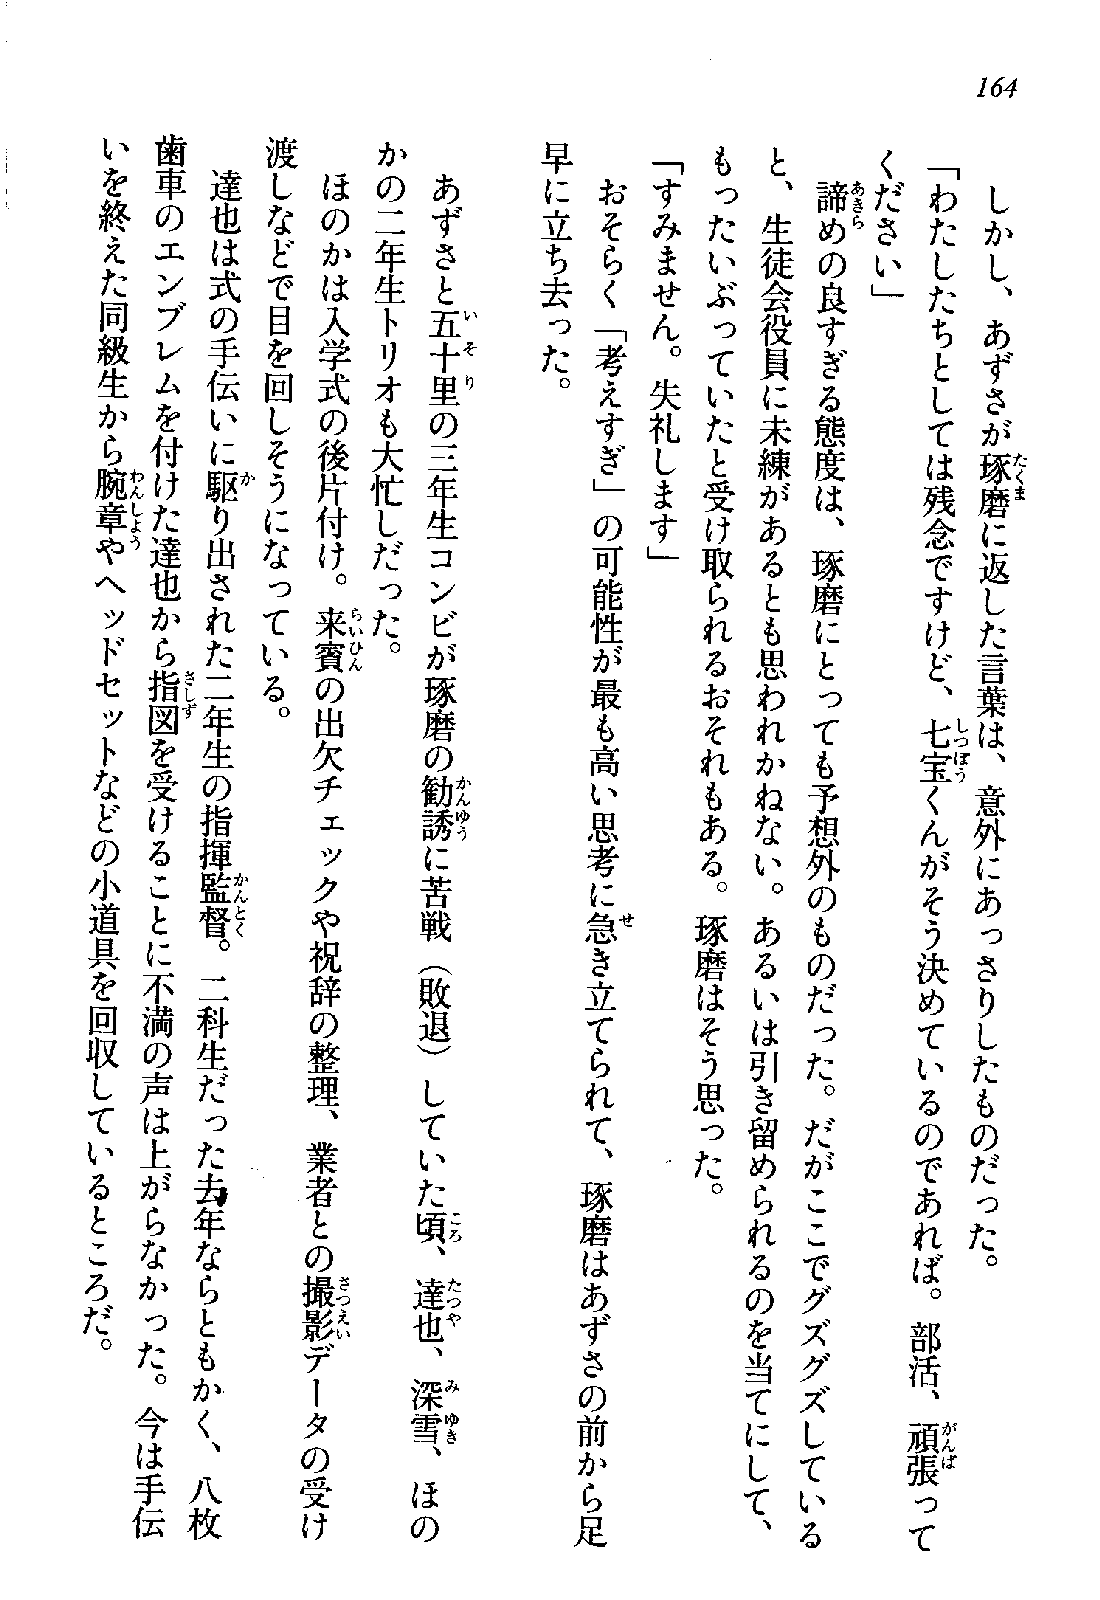 164
しかし、あずさが琢磨に返した言葉は、意外にあっさりしたものだった。
「わたしたちとしては残念ですけど、七宝くんがそう決めているのであれば。部活、頑張って
ください」
諦めの良すぎる態度は、琢磨にとっても予想外のものだった。だがここでグズグズしている
と、生徒会役員に未練があるとも思われかねない。あるいは引き留められるのを当てにして、
もったいぶっていたと受け取られるおそれもある。琢磨はそう思った。
「すみません。失礼します」
おそらく「考えすぎ」の可能性が最も高い思考に急き立てられて、琢磨はあずさの前から足
早に立ち去った。
あずさと五十里の三年生コンビが琢磨の勧誘に苦戦（敗退）していた頃、達也、深雪、ほの
かの二年生トリオも大忙しだった。
ほのかは入学式の後片付け。来賓の出欠チェックや祝辞の整理、業者との撮影データの受け
渡しなどで目を回しそうになっている。
達也は式の手伝いに駆り出された二年生の指揮監督。二科生だった去年ならともかく、八枚
歯車のエンブレムを付けた達也から指図を受けることに不満の声は上がらなかった。今は手伝
いを終えた同級生から腕章やヘッドセットなどの小道具を回収しているところだ。